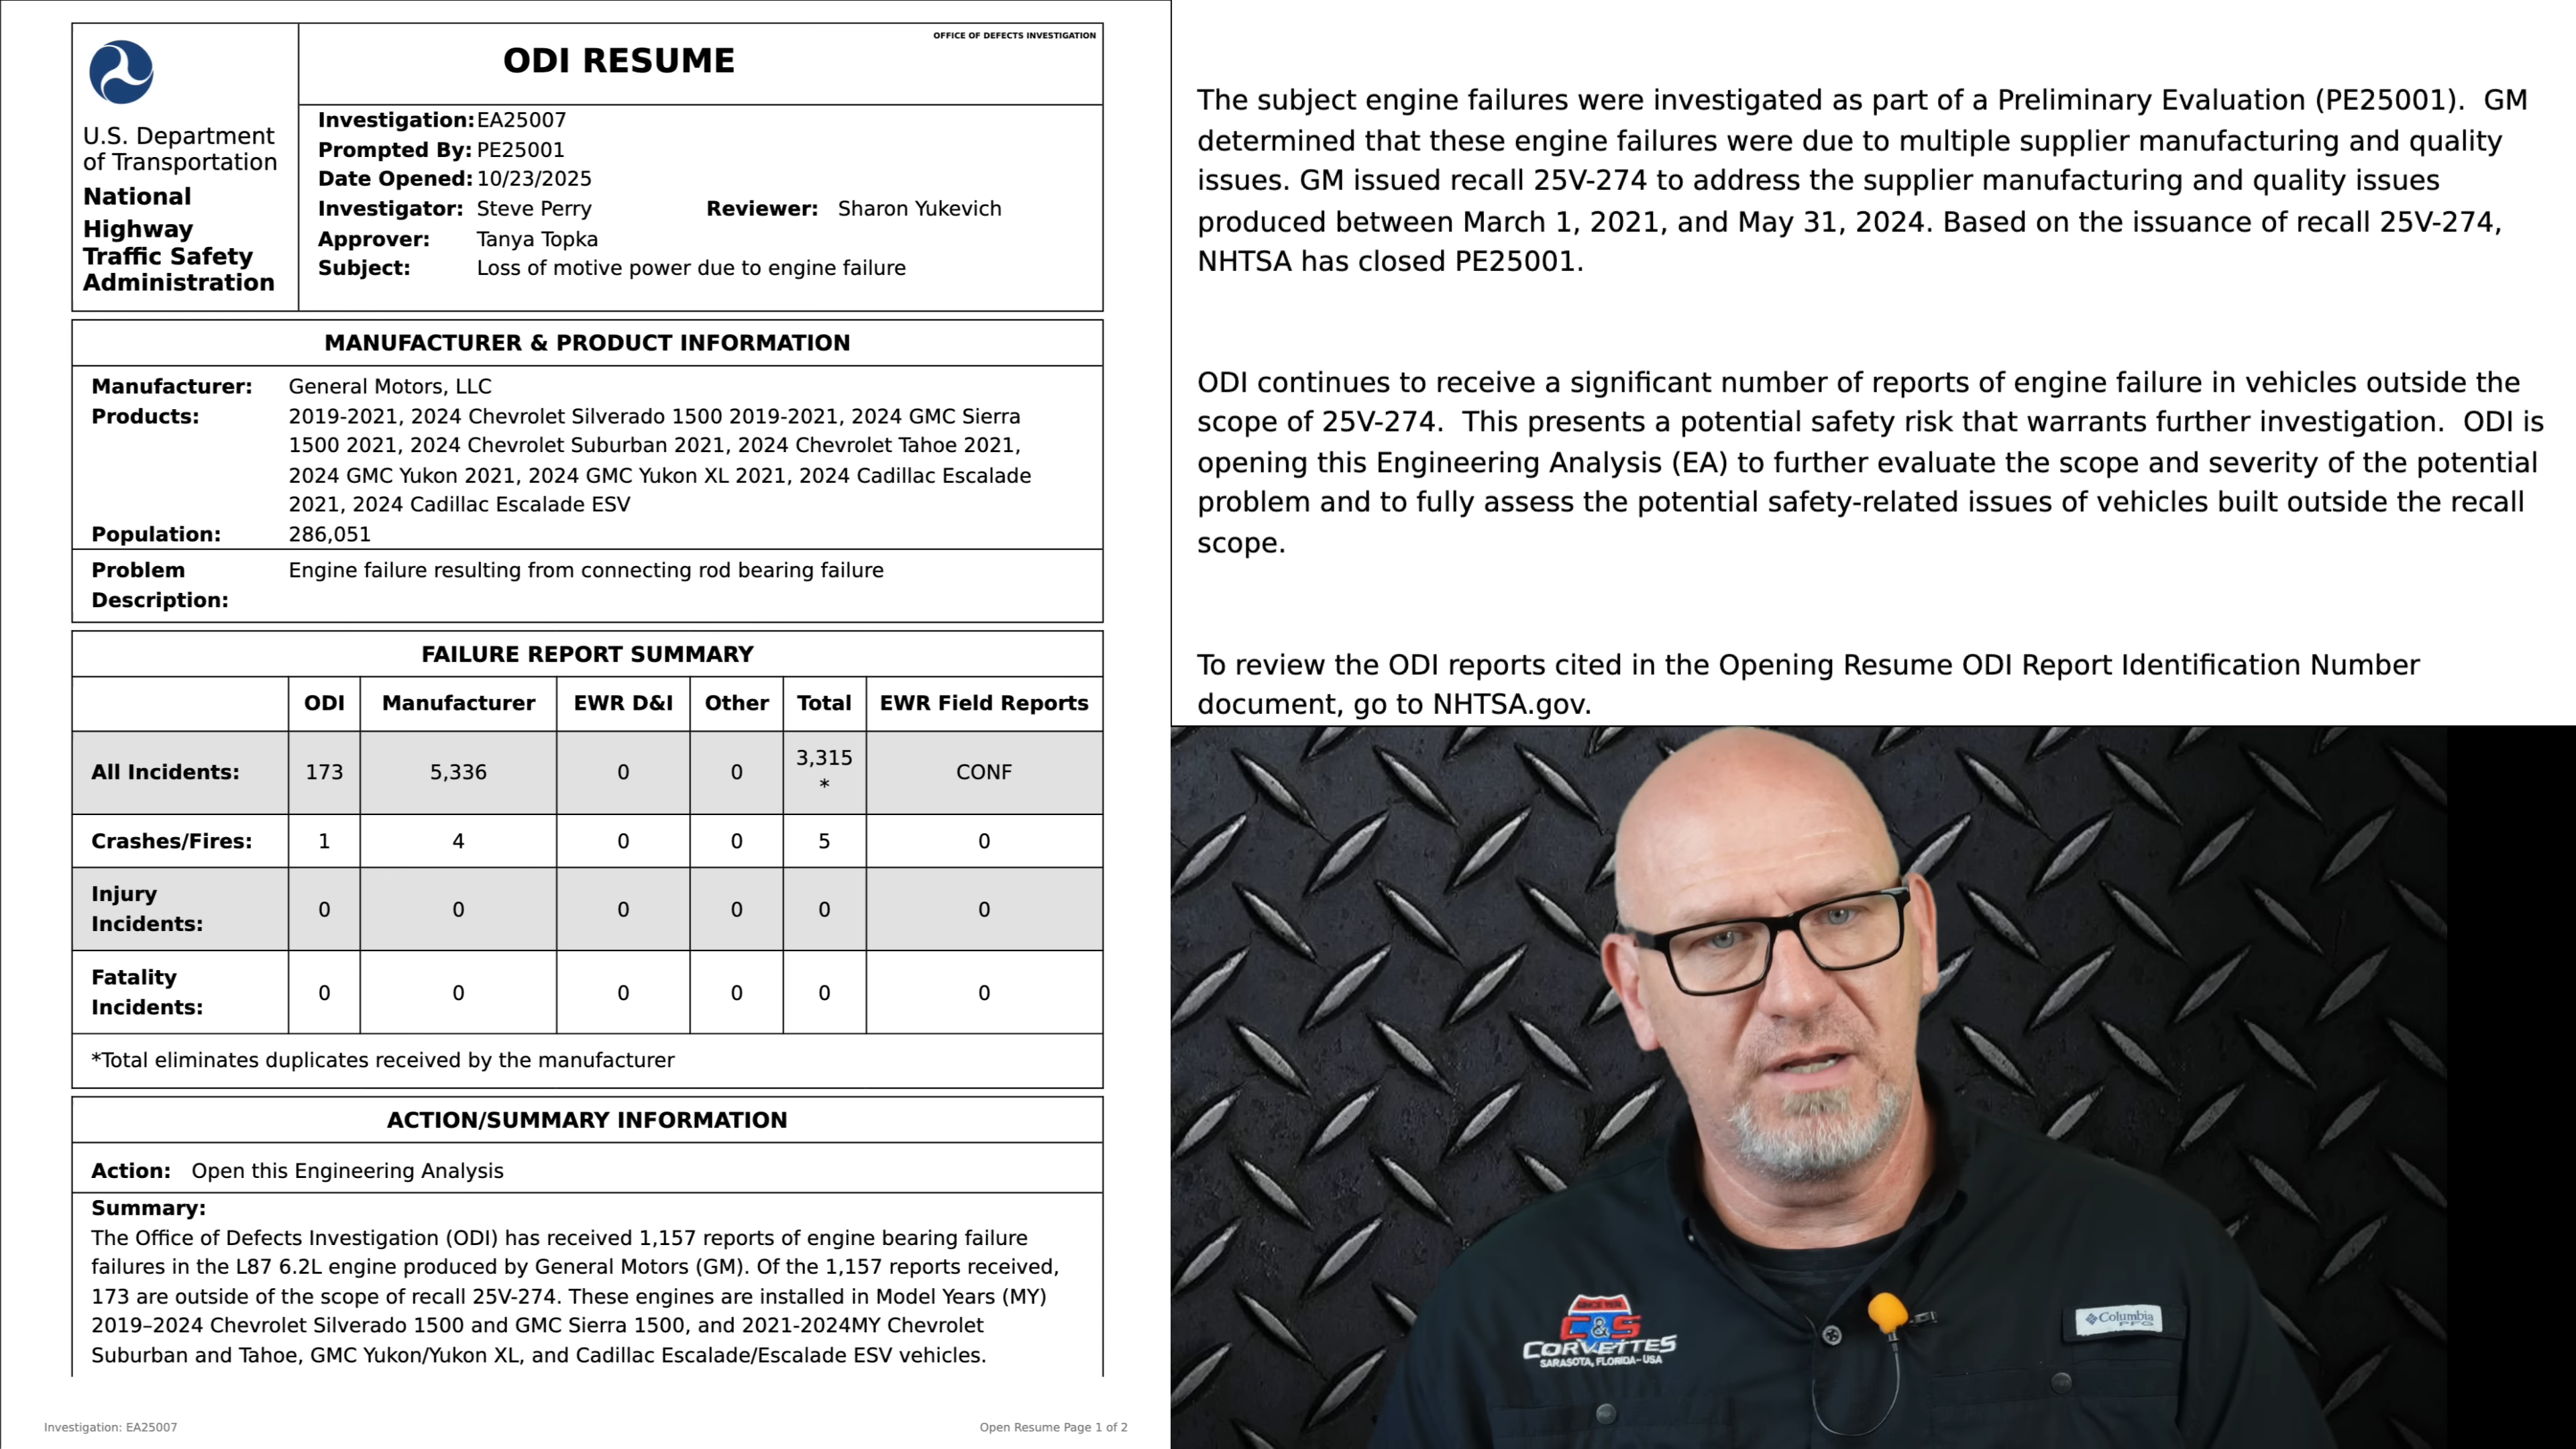 OFFICE OF DEFECTS INVESTIGATION
ODI RESUME
U.S. Department
of Transportation
National
Highway
Traffic Safety
Administration
Investigation: EA25007
Prompted By: PE25001
Date Opened: 10/23/2025
Investigator: Steve Perry Reviewer: Sharon Yukevich
Approver: Tanya Topka
Subject: Loss of motive power due to engine failure
MANUFACTURER & PRODUCT INFORMATION
Manufacturer: General Motors, LLC
Products: 2019-2021, 2024 Chevrolet Silverado 1500 2019-2021, 2024 GMC Sierra
1500 2021, 2024 Chevrolet Suburban 2021, 2024 Chevrolet Tahoe 2021,
2024 GMC Yukon 2021, 2024 GMC Yukon XL 2021, 2024 Cadillac Escalade
2021, 2024 Cadillac Escalade ESV
Population: 286,051
Problem Engine failure resulting from connecting rod bearing failure
Description:
FAILURE REPORT SUMMARY
ODI Manufacturer EWR D&I Other Total EWR Field Reports
All Incidents: 173 5,336 0 0 3,315 * CONF
Crashes/Fires: 1 4 0 0 5 0
Injury
Incidents: 0 0 0 0 0 0
Fatality
Incidents: 0 0 0 0 0 0
*Total eliminates duplicates received by the manufacturer
ACTION/SUMMARY INFORMATION
Action: Open this Engineering Analysis
Summary:
The Office of Defects Investigation (ODI) has received 1,157 reports of engine bearing failure
failures in the L87 6.2L engine produced by General Motors (GM). Of the 1,157 reports received,
173 are outside of the scope of recall 25V-274. These engines are installed in Model Years (MY)
2019–2024 Chevrolet Silverado 1500 and GMC Sierra 1500, and 2021-2024MY Chevrolet
Suburban and Tahoe, GMC Yukon/Yukon XL, and Cadillac Escalade/Escalade ESV vehicles.
Investigation: EA25007
Open Resume Page 1 of 2
The subject engine failures were investigated as part of a Preliminary Evaluation (PE25001). GM
determined that these engine failures were due to multiple supplier manufacturing and quality
issues. GM issued recall 25V-274 to address the supplier manufacturing and quality issues
produced between March 1, 2021, and May 31, 2024. Based on the issuance of recall 25V-274,
NHTSA has closed PE25001.
ODI continues to receive a significant number of reports of engine failure in vehicles outside the
scope of 25V-274. This presents a potential safety risk that warrants further investigation. ODI is
opening this Engineering Analysis (EA) to further evaluate the scope and severity of the potential
problem and to fully assess the potential safety-related issues of vehicles built outside the recall
scope.
To review the ODI reports cited in the Opening Resume ODI Report Identification Number
document, go to NHTSA.gov.
C&S
CORVETTES
SARASOTA, FLORIDA-USA
Columbia
PFG